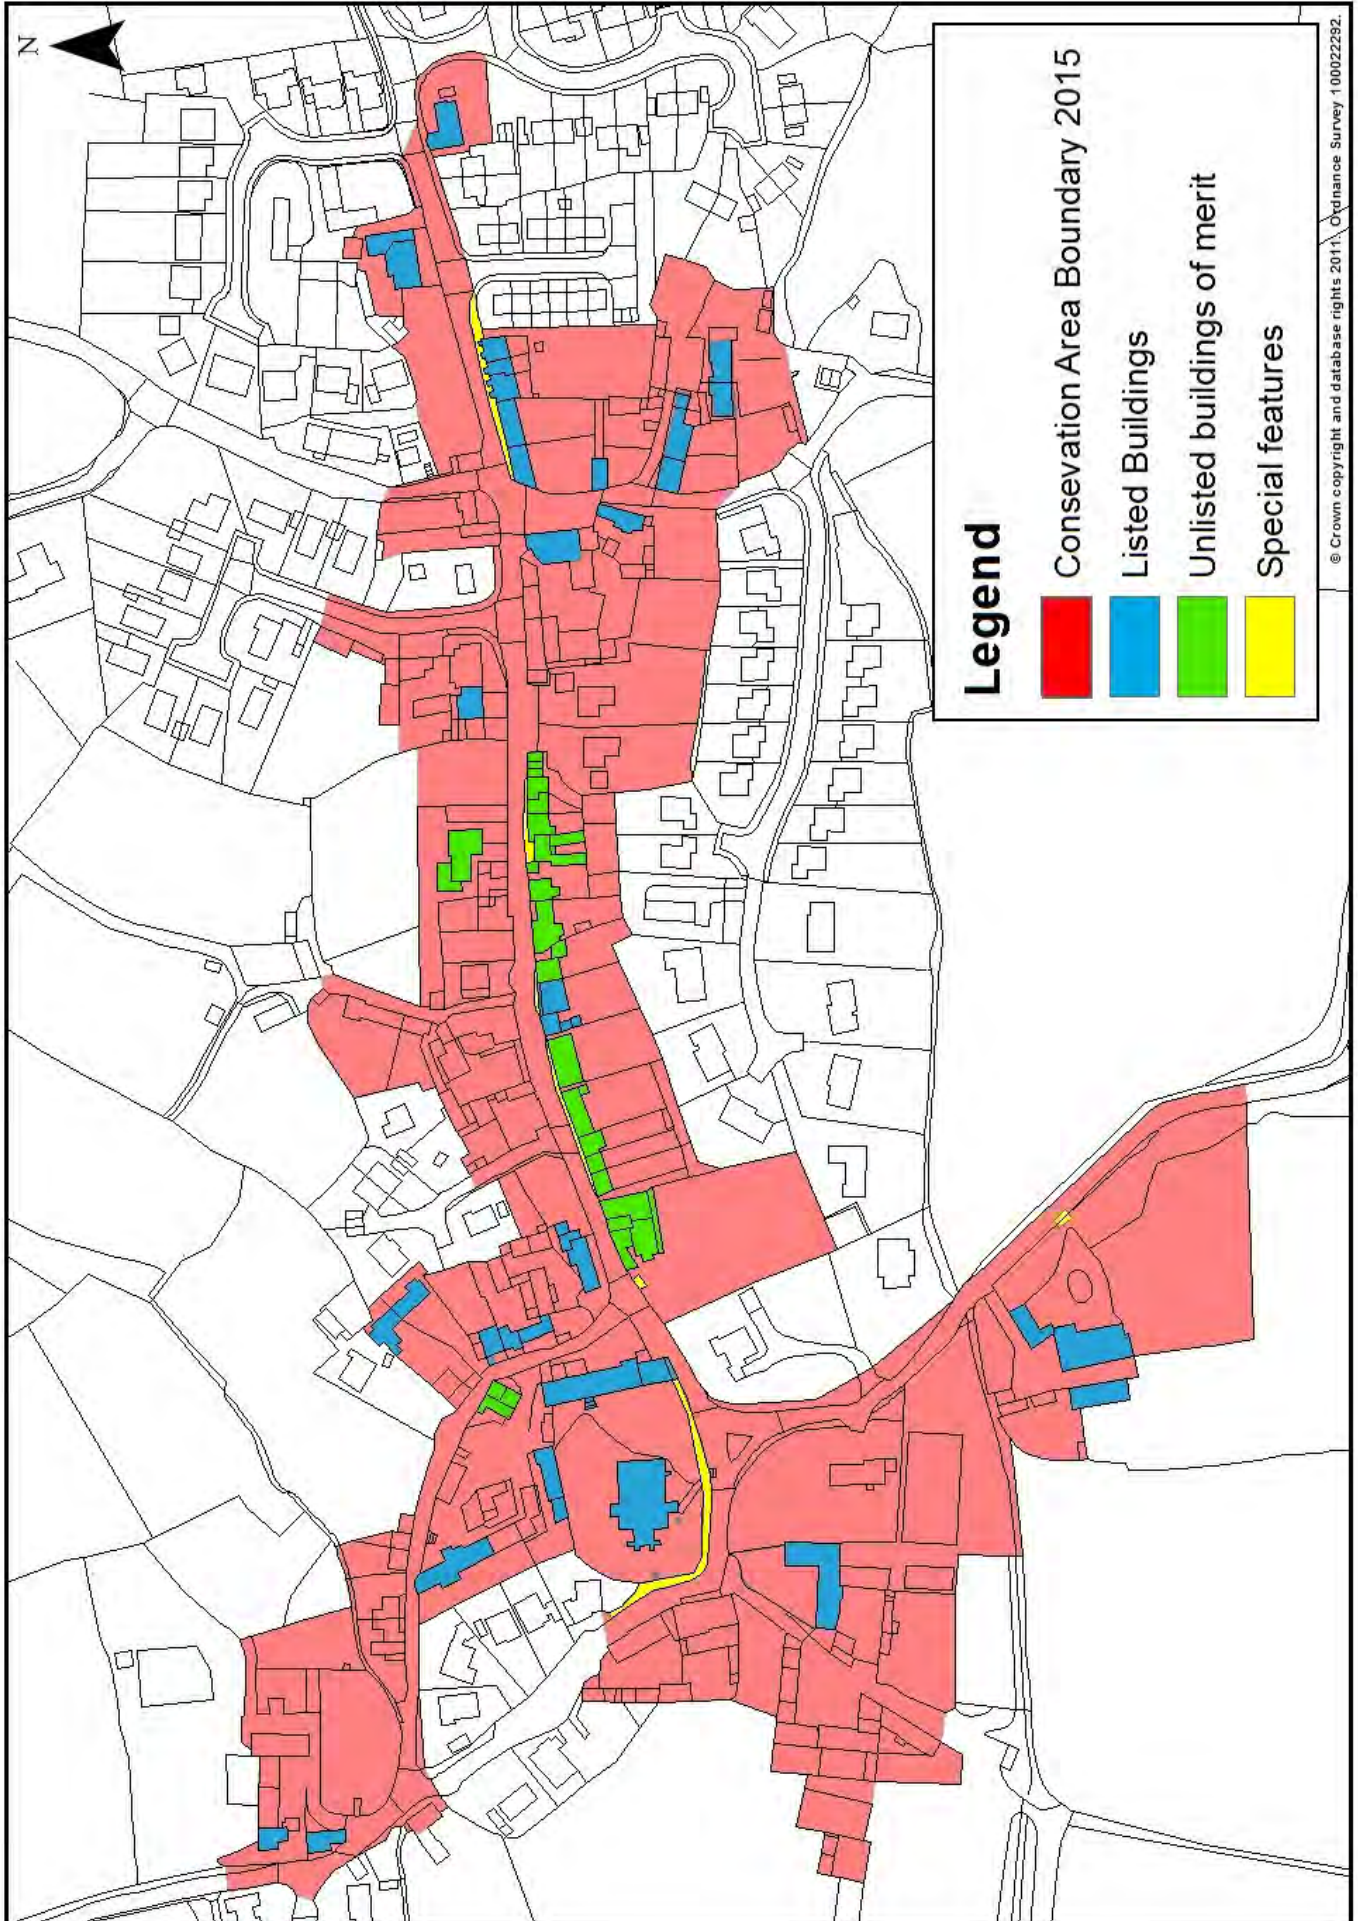 N
Legend
Consevation Area Boundary 2015
Listed Buildings
Unlisted buildings of merit
Special features
© Crown copyright and database rights 2011. Ordnance Survey 100022292.